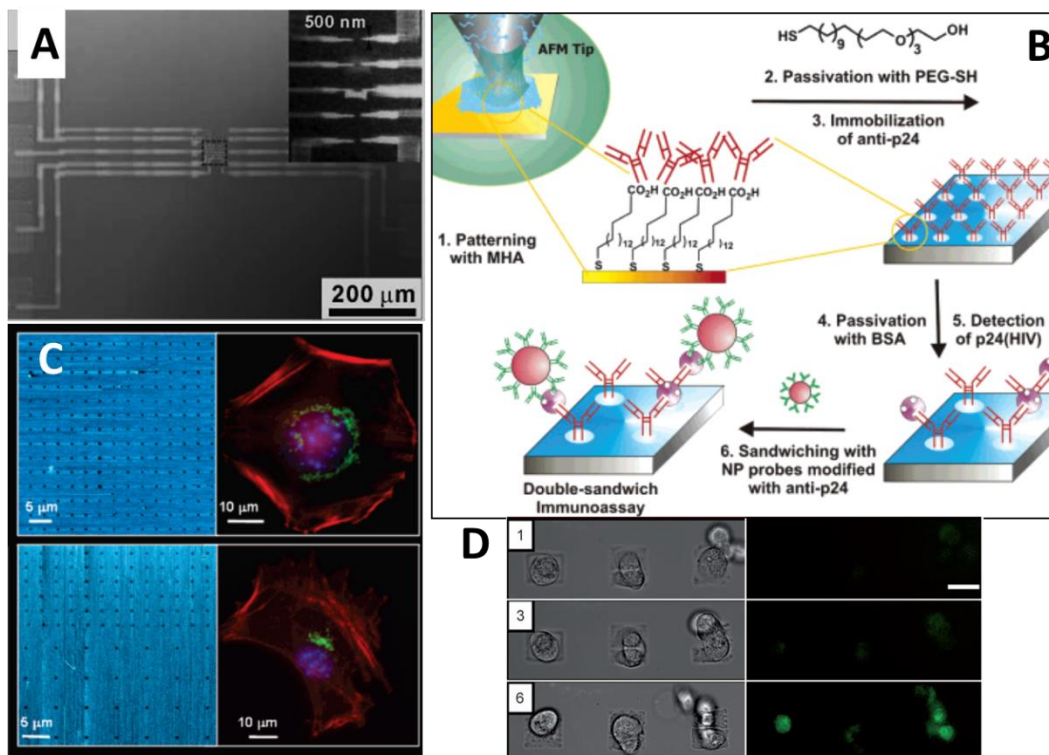 A
500 nm
200 μm
B
AFM Tip
HS
9
O
3
OH
2. Passivation with PEG-SH
3. Immobilization
of anti-p24
CO₂H CO₂H CO₂H CO₂H
12 12 12 12
S S S S
1. Patterning
with MHA
4. Passivation
with BSA
5. Detection
of p24(HIV)
6. Sandwiching with
NP probes modified
with anti-p24
Double-sandwich
Immunoassay
C
5 μm
10 μm
5 μm
10 μm
D
1
3
6